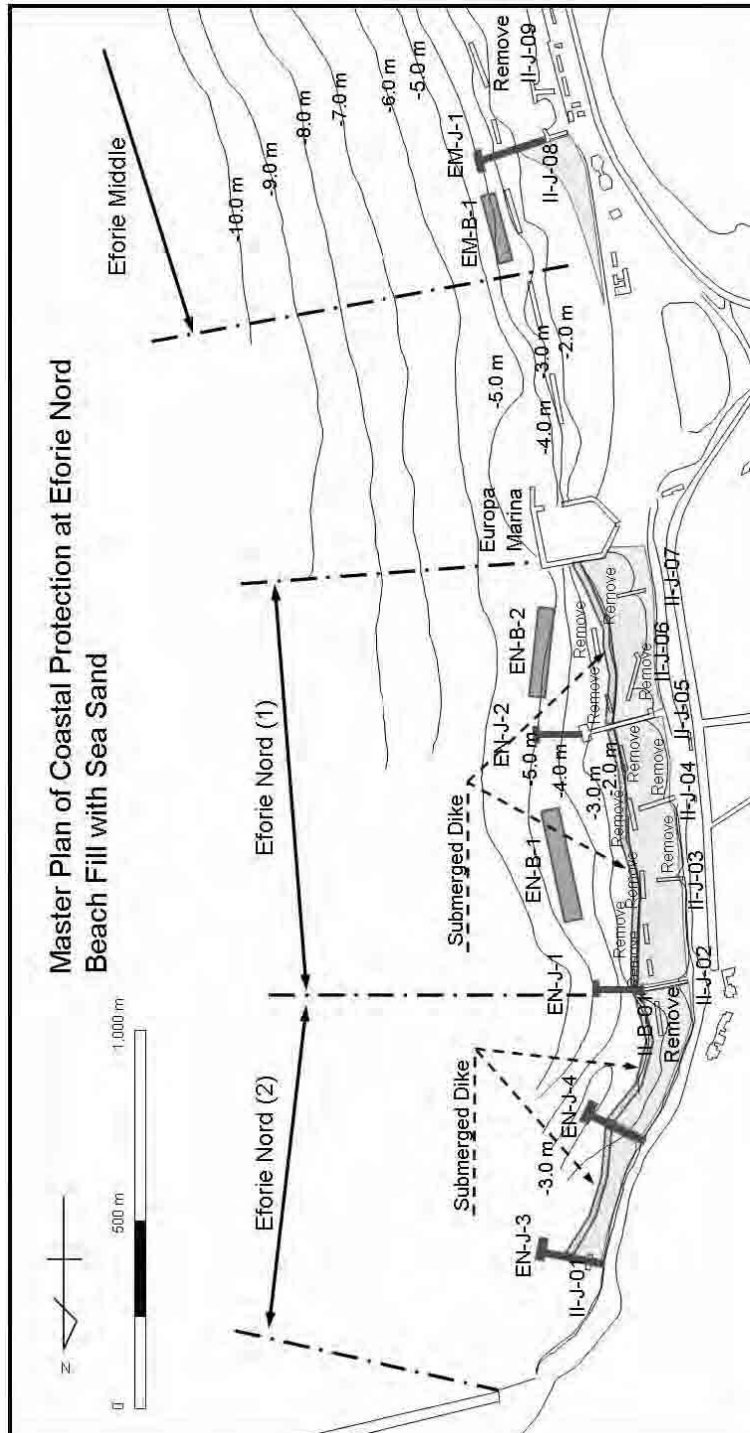 Master Plan of Coastal Protection at Eforie Nord
Beach Fill with Sea Sand
N
0
500 m
1,000 m
Eforie Nord (2)
Eforie Nord (1)
Eforie Middle
-10.0 m
-9.0 m
-8.0 m
-7.0 m
-6.0 m
-5.0 m
Submerged Dike
Submerged Dike
EN-J-3
EN-J-4
EN-J-1
EN-B-1
EN-J-2
EN-B-2
Europa
Marina
EM-B-1
EM-J-1
-3.0 m
-5.0 m
-4.0 m
-3.0 m
-2.0 m
-5.0 m
-4.0 m
-3.0 m
-2.0 m
II-J-01
II-B-01
Remove
Remove
Remove
Remove
Remove
Remove
Remove
Remove
Remove
Remove
Remove
Remove
Remove
II-J-02
II-J-03
II-J-04
II-J-05
II-J-06
II-J-07
II-J-08
Remove
II-J-09